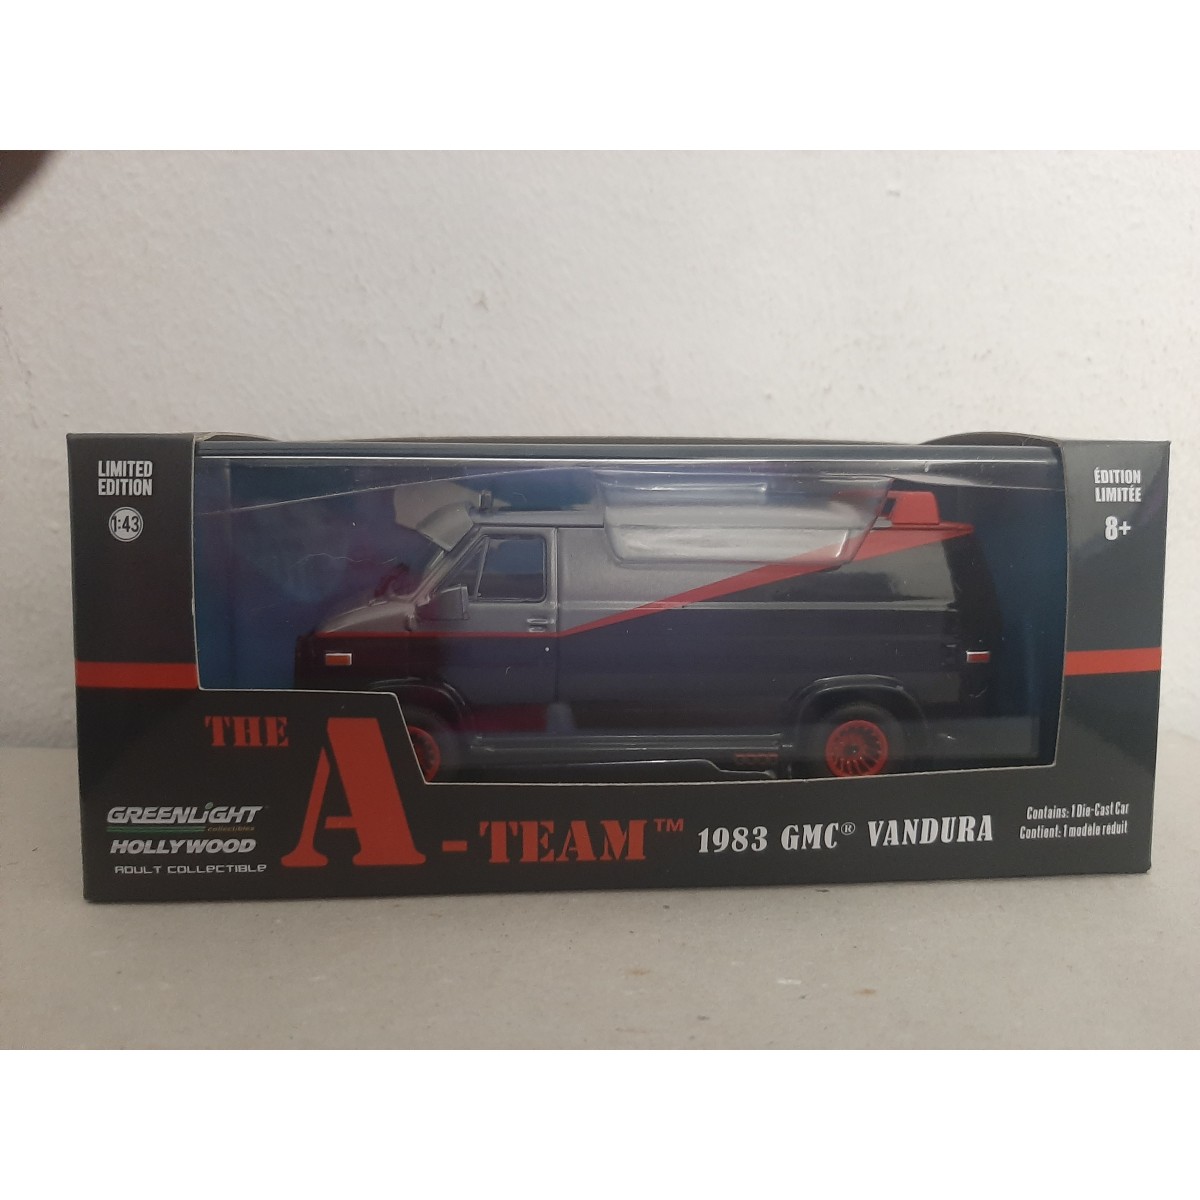 LIMITED
EDITION
1:43
ÉDITION
LIMITÉE
8+
THE
A-TEAM™
GREENLiGHT
collectibles
HOLLYWOOD
ADULT COLLECTIBLE
1983 GMC® VANDURA
Contains: 1 Die-Cast Car
Contient: 1 modèle réduit